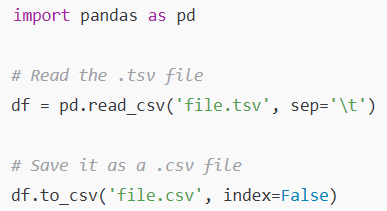 import pandas as pd
# Read the .tsv file
df = pd.read_csv('file.tsv', sep='\t')
# Save it as a .csv file
df.to_csv('file.csv', index=False)